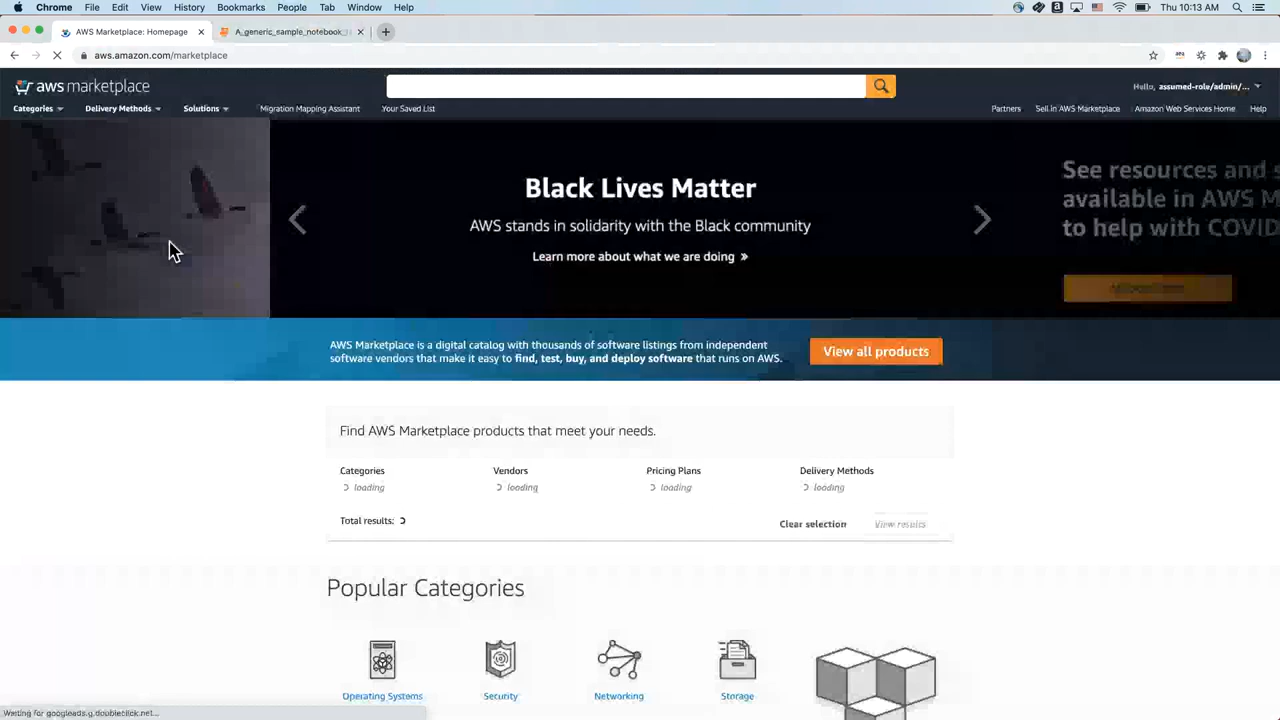 Chrome File Edit View History Bookmarks People Tab Window Help Thu 10:13 AM
AWS Marketplace: Homepage A_generic_sample_notebook_
aws.amazon.com/marketplace
aws marketplace
Hello, assumed-role/admin/...
Categories Delivery Methods Solutions Migration Mapping Assistant Your Saved List Partners Sell in AWS Marketplace Amazon Web Services Home Help
Black Lives Matter
AWS stands in solidarity with the Black community
Learn more about what we are doing »
See resources and s
available in AWS M
to help with COVID
AWS Marketplace is a digital catalog with thousands of software listings from independent
software vendors that make it easy to find, test, buy, and deploy software that runs on AWS.
View all products
Find AWS Marketplace products that meet your needs.
Categories Vendors Pricing Plans Delivery Methods
loading loading loading loading
Total results:
Clear selection View results
Popular Categories
Operating Systems Security Networking Storage
Waiting for googleads.g.doubleclick.net...